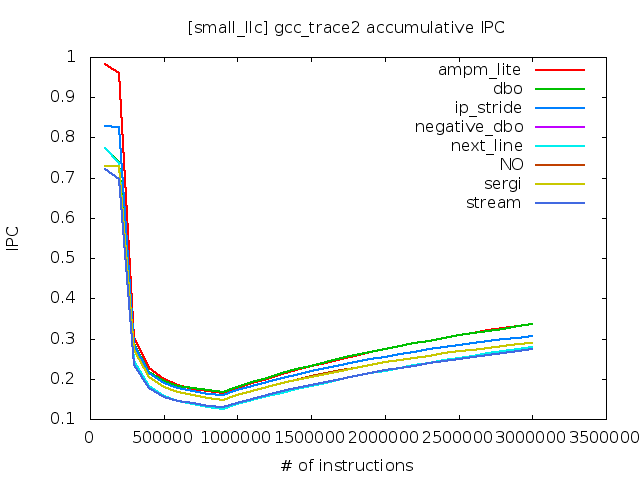 [small_llc] gcc_trace2 accumulative IPC
1
0.9
0.8
0.7
0.6
0.5
0.4
0.3
0.2
0.1
IPC
ampm_lite
dbo
ip_stride
negative_dbo
next_line
NO
sergi
stream
0 500000 1000000 1500000 2000000 2500000 3000000 3500000
# of instructions